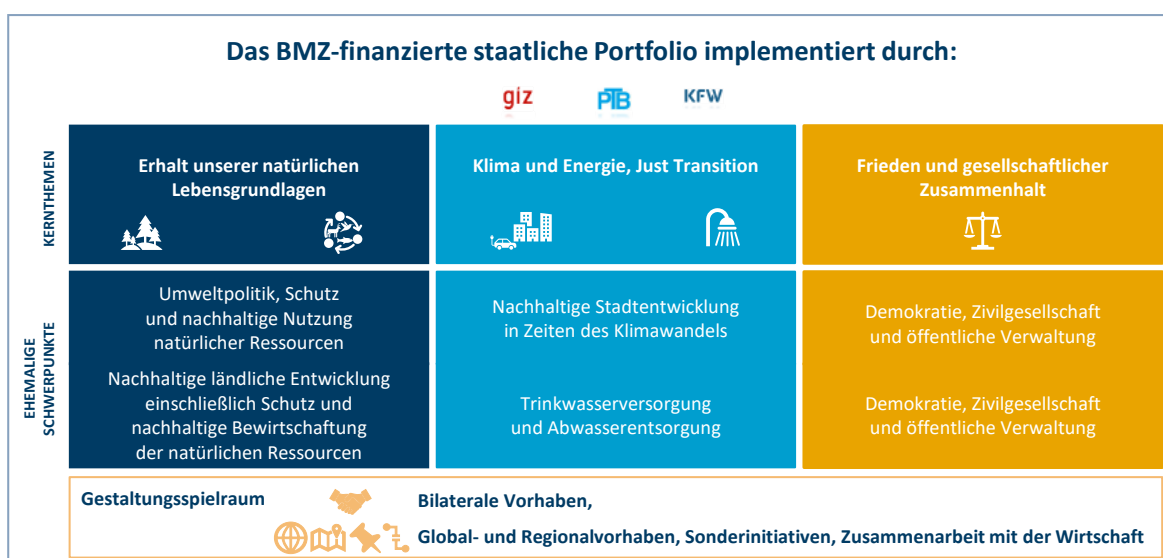 Das BMZ-finanzierte staatliche Portfolio implementiert durch:
giz
PTB
KFW
KERNTHEMEN
Erhalt unserer natürlichen
Lebensgrundlagen
Klima und Energie, Just Transition
Frieden und gesellschaftlicher
Zusammenhalt
EHEMALIGE
SCHWERPUNKTE
Umweltpolitik, Schutz
und nachhaltige Nutzung
natürlicher Ressourcen
Nachhaltige Stadtentwicklung
in Zeiten des Klimawandels
Demokratie, Zivilgesellschaft
und öffentliche Verwaltung
Nachhaltige ländliche Entwicklung
einschließlich Schutz und
nachhaltige Bewirtschaftung
der natürlichen Ressourcen
Trinkwasserversorgung
und Abwasserentsorgung
Demokratie, Zivilgesellschaft
und öffentliche Verwaltung
Gestaltungsspielraum
Bilaterale Vorhaben,
Global- und Regionalvorhaben, Sonderinitiativen, Zusammenarbeit mit der Wirtschaft